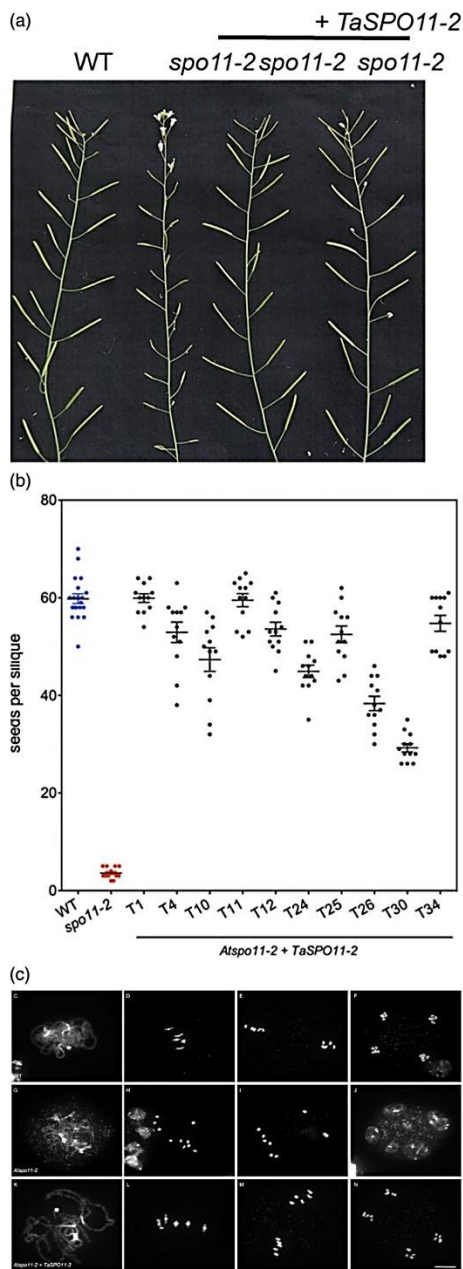 (a)
+ TaSPO11-2
WT spo11-2 spo11-2 spo11-2
(b)
80
60
40
20
0
seeds per silique
WT spo11-2 T1 T4 T10 T11 T12 T24 T25 T26 T30 T34
Atspo11-2 + TaSPO11-2
(c)
C D E F
WT
G H I J
Atspo11-2
K L M N
Atspo11-2 + TaSPO11-2